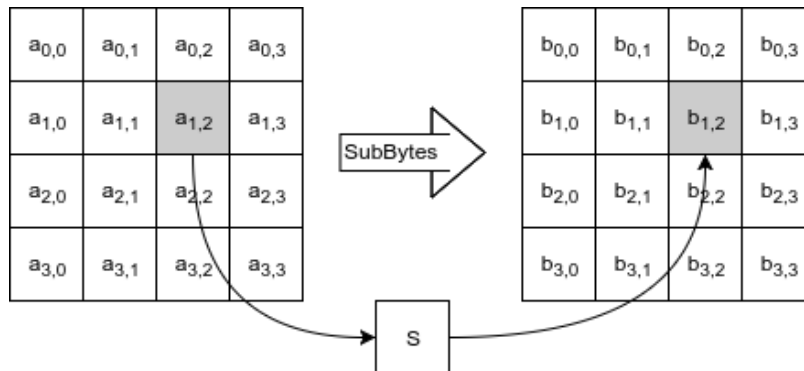 a0,0 a0,1 a0,2 a0,3 b0,0 b0,1 b0,2 b0,3
a1,0 a1,1 a1,2 a1,3 b1,0 b1,1 b1,2 b1,3
SubBytes
a2,0 a2,1 a2,2 a2,3 b2,0 b2,1 b2,2 b2,3
a3,0 a3,1 a3,2 a3,3 b3,0 b3,1 b3,2 b3,3
S